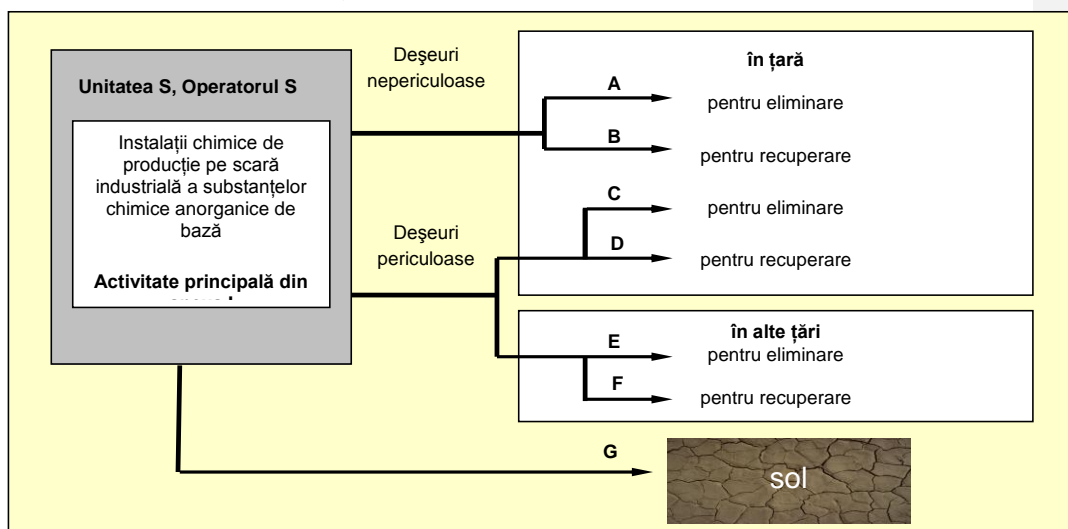 Unitatea S, Operatorul S
Instalații chimice de
producție pe scară
industrială a substanțelor
chimice anorganice de
bază
Activitate principală din
Deşeuri
nepericuloase
Deşeuri
periculoase
în țară
A
pentru eliminare
B
pentru recuperare
C
pentru eliminare
D
pentru recuperare
în alte țări
E
pentru eliminare
F
pentru recuperare
G
sol